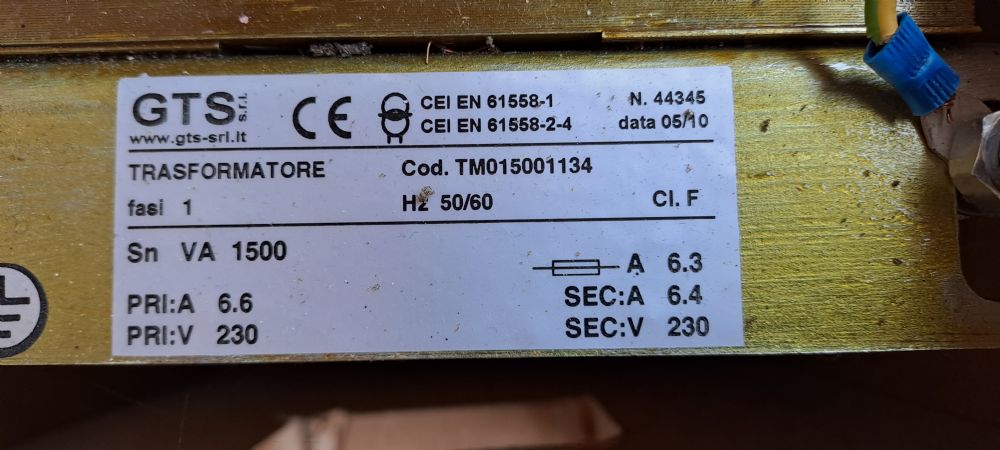 GTS s.r.l.
www.gts-srl.it
CE
CEI EN 61558-1
CEI EN 61558-2-4
N. 44345
data 05/10
TRASFORMATORE Cod. TM015001134
fasi 1 Hz 50/60 Cl. F
Sn VA 1500
A 6.3
PRI:A 6.6 SEC:A 6.4
PRI:V 230 SEC:V 230